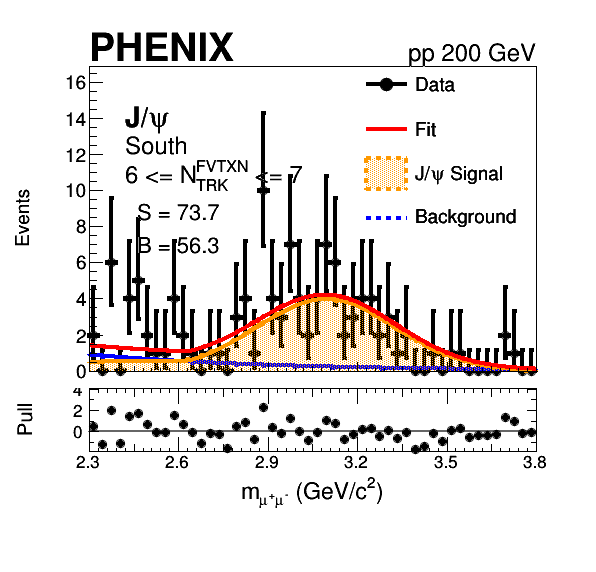 PHENIX pp 200 GeV
Events
16
14
12
10
8
6
4
2
0
J/ψ
South
6 <= N_TRK^FVTXN <= 7
S = 73.7
B = 56.3
Data
Fit
J/ψ Signal
Background
Pull
4
2
0
2.3 2.6 2.9 3.2 3.5 3.8
m_μ⁺μ⁻ (GeV/c²)